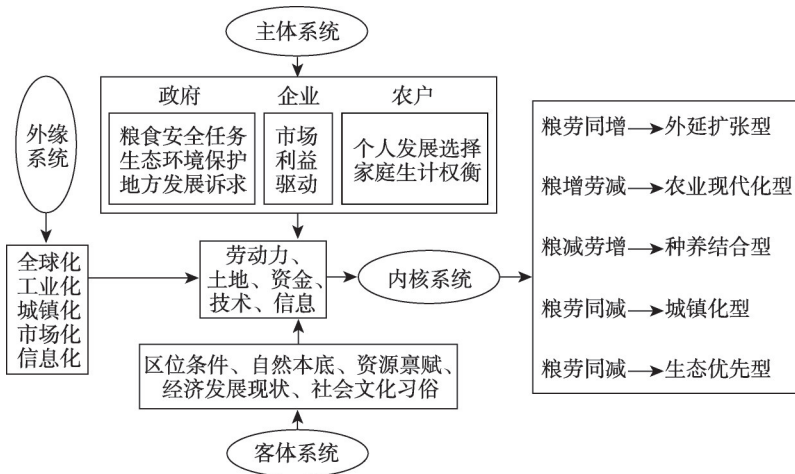 主体系统
政府
企业
农户
粮食安全任务
生态环境保护
地方发展诉求
市场
利益
驱动
个人发展选择
家庭生计权衡
外缘
系统
全球化
工业化
城镇化
市场化
信息化
劳动力、
土地、资金、
技术、信息
内核系统
区位条件、自然本底、资源禀赋、
经济发展现状、社会文化习俗
客体系统
粮劳同增→外延扩张型
粮增劳减→农业现代化型
粮减劳增→种养结合型
粮劳同减→城镇化型
粮劳同减→生态优先型